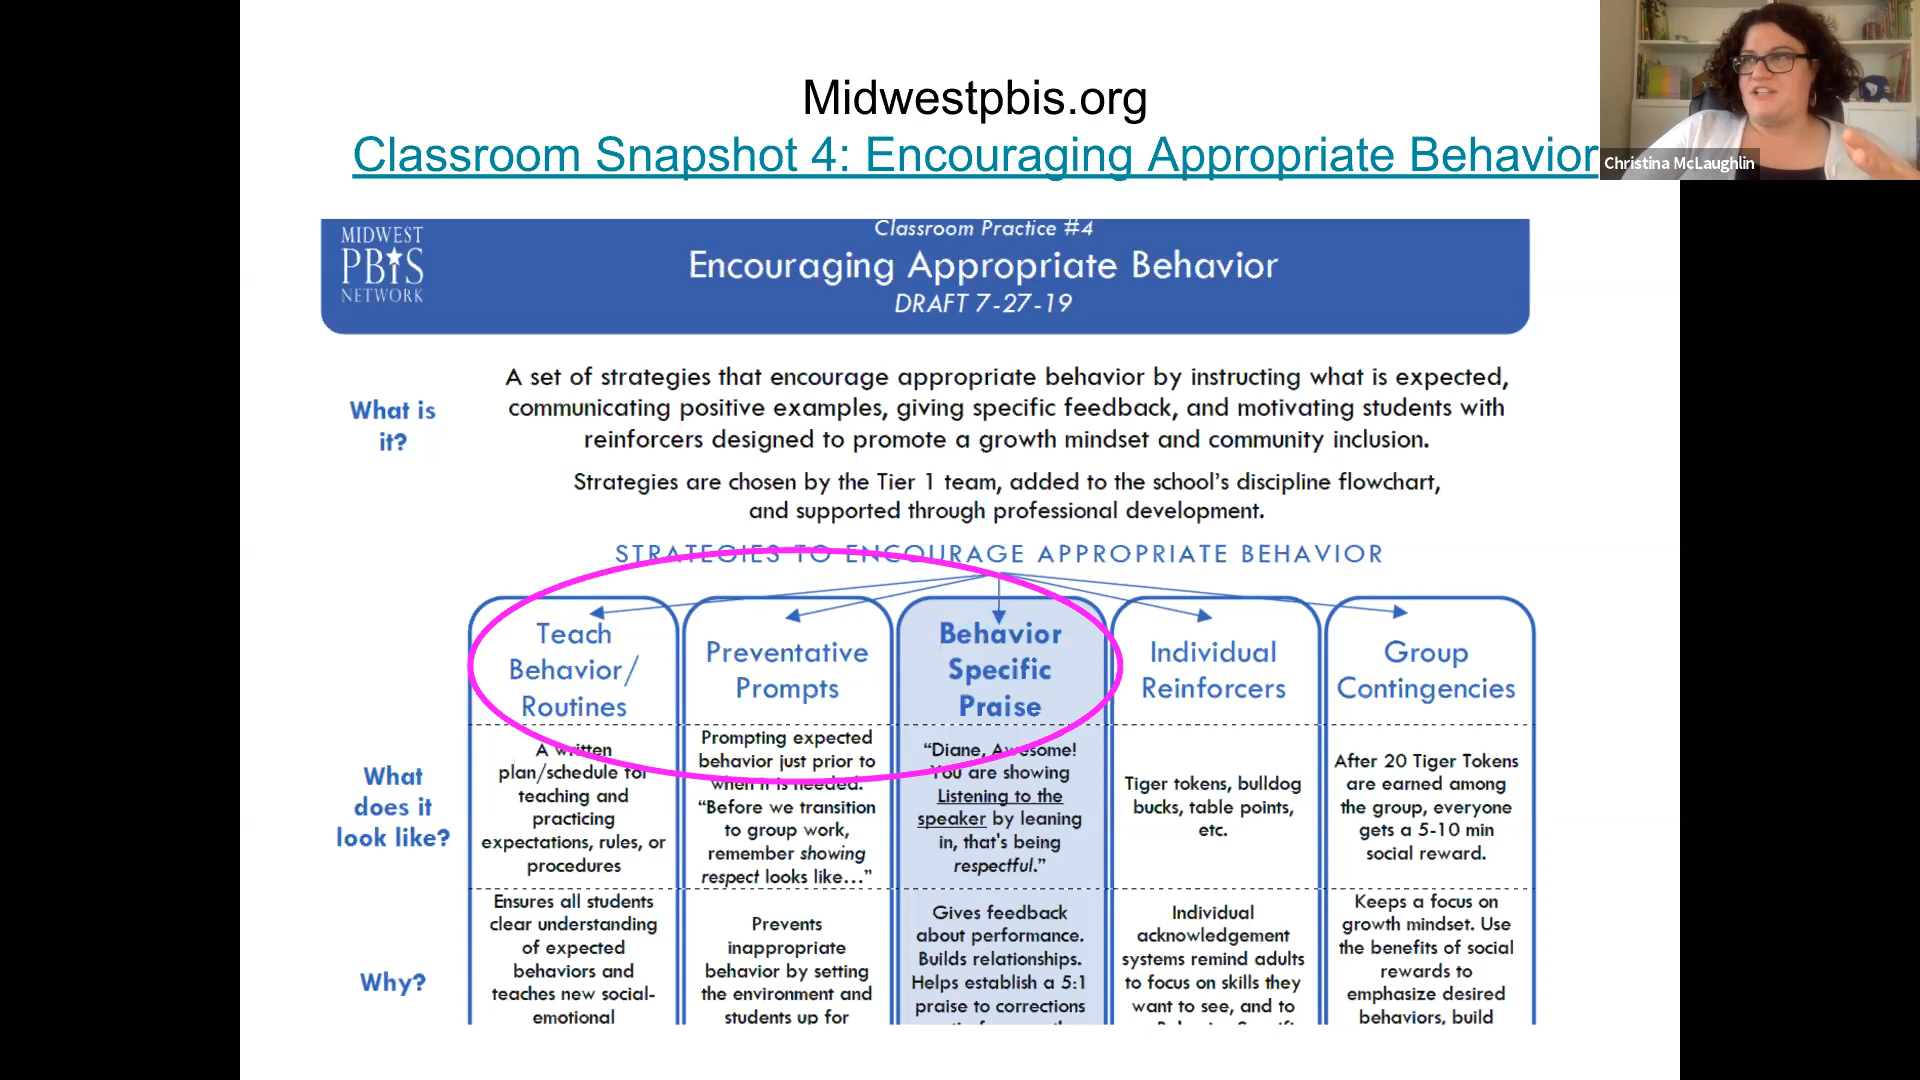 Midwestpbis.org
Classroom Snapshot 4: Encouraging Appropriate Behavior
Christina McLaughlin
MIDWEST
PBIS
NETWORK
Classroom Practice #4
Encouraging Appropriate Behavior
DRAFT 7-27-19
What is
it?
A set of strategies that encourage appropriate behavior by instructing what is expected,
communicating positive examples, giving specific feedback, and motivating students with
reinforcers designed to promote a growth mindset and community inclusion.
Strategies are chosen by the Tier 1 team, added to the school's discipline flowchart,
and supported through professional development.
STRATEGIES TO ENCOURAGE APPROPRIATE BEHAVIOR
Teach
Behavior/
Routines
Preventative
Prompts
Behavior
Specific
Praise
Individual
Reinforcers
Group
Contingencies
What
does it
look like?
A written
plan/schedule for
teaching and
practicing
expectations, rules, or
procedures
Prompting expected
behavior just prior to
when it is needed.
“Before we transition
to group work,
remember showing
respect looks like…”
“Diane, Awesome!
You are showing
Listening to the
speaker by leaning
in, that's being
respectful.”
Tiger tokens, bulldog
bucks, table points,
etc.
After 20 Tiger Tokens
are earned among
the group, everyone
gets a 5-10 min
social reward.
Why?
Ensures all students
clear understanding
of expected
behaviors and
teaches new social-
emotional
Prevents
inappropriate
behavior by setting
the environment and
students up for
Gives feedback
about performance.
Builds relationships.
Helps establish a 5:1
praise to corrections
Individual
acknowledgement
systems remind adults
to focus on skills they
want to see, and to
Keeps a focus on
growth mindset. Use
the benefits of social
rewards to
emphasize desired
behaviors, build